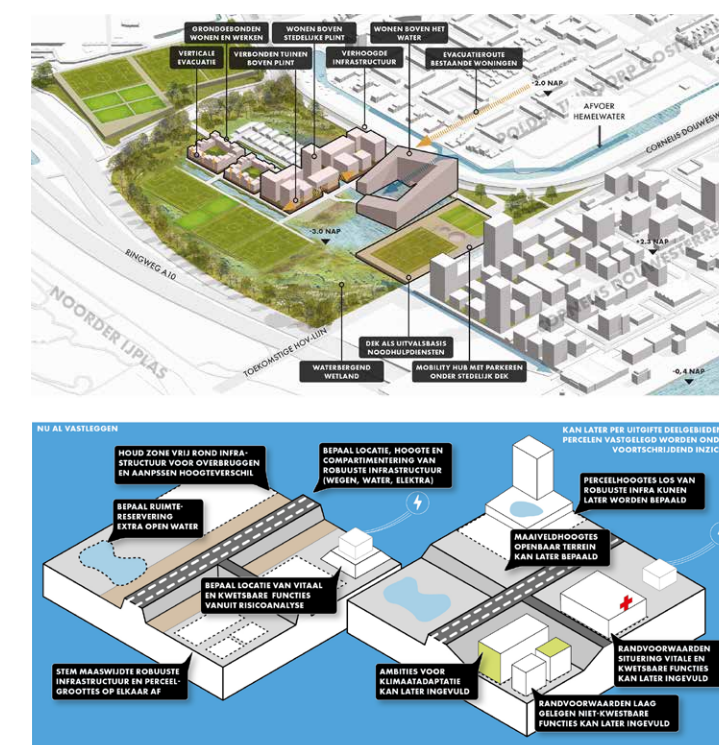 GRONDGEBONDEN
WONEN EN WERKEN
WONEN BOVEN
STEDELIJKE PLINT
WONEN BOVEN HET
WATER
VERTICALE
EVACUATIE
VERBONDEN TUINEN
BOVEN PLINT
VERHOOGDE
INFRASTRUCTUUR
EVACUATIEROUTE
BESTAANDE WONINGEN
-2.0 NAP
AFVOER
HEMELWATER
CORNELIS DOUWESW
-3.0 NAP
+2.3 NAP
RINGWEG A10
NOORDER IJPLAS
TOEKOMSTIGE HOV-LIJN
CORNELIS DOUWESTERRE
DEK ALS UITVALSBASIS
NOODHULPDIENSTEN
WATERBERGEND
WETLAND
MOBILITY HUB MET PARKEREN
ONDER STEDELIJK DEK
-0,4 NAP
NU AL VASTLEGGEN
KAN LATER PER UITGIFTE DEELGEBIEDEN
PERCELEN VASTGELEGD WORDEN OND
VOORTSCHRIJDEND INZIC
HOUD ZONE VRIJ ROND INFRA-
STRUCTUUR VOOR OVERBRUGGEN
EN AANPSSEN HOOGTEVERSCHIL
BEPAAL LOCATIE, HOOGTE EN
COMPARTIMENTERING VAN
ROBUUSTE INFRASTRUCTUUR
(WEGEN, WATER, ELEKTRA)
BEPAAL RUIMTE-
RESERVERING
EXTRA OPEN WATER
PERCEELHOOGTES LOS VAN
ROBUUSTE INFRA KUNEN
LATER WORDEN BEPAALD
MAAIVELDHOOGTES
OPENBAAR TERREIN
KAN LATER BEPAALD
BEPAAL LOCATIE VAN VITAAL
EN KWETSBARE FUNCTIES
VANUIT RISICOANALYSE
STEM MAASWIJDTE ROBUUSTE
INFRASTRUCTUUR EN PERCEEL-
GROOTTES OP ELKAAR AF
AMBITIES VOOR
KLIMAATADAPTATIE
KAN LATER INGEVULD
RANDVOORWAARDEN
SITUERING VITALE EN
KWETSBARE FUNCTIES
KAN LATER INGEVULD
RANDVOORWAARDEN LAAG
GELEGEN NIET-KWESTBARE
FUNCTIES KAN LATER INGEVULD